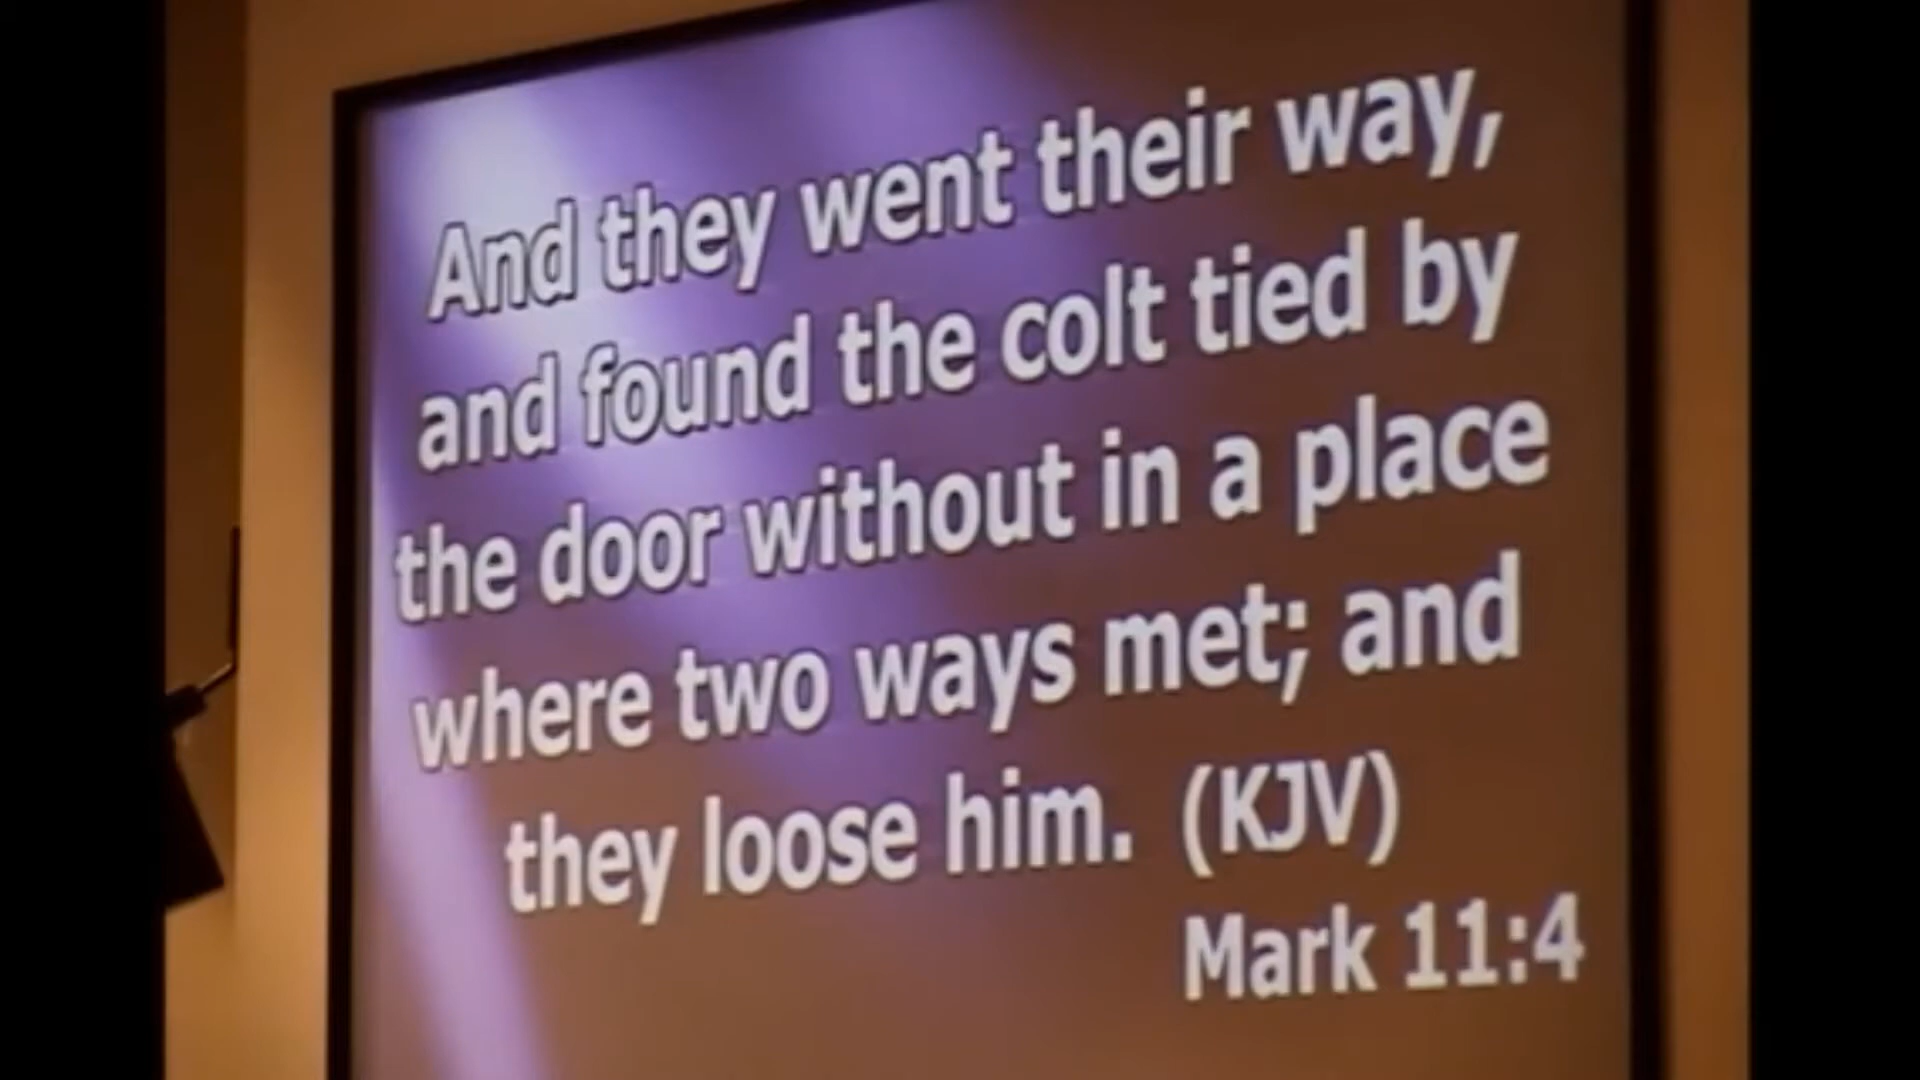 And they went their way,
and found the colt tied by
the door without in a place
where two ways met; and
they loose him. (KJV)
Mark 11:4